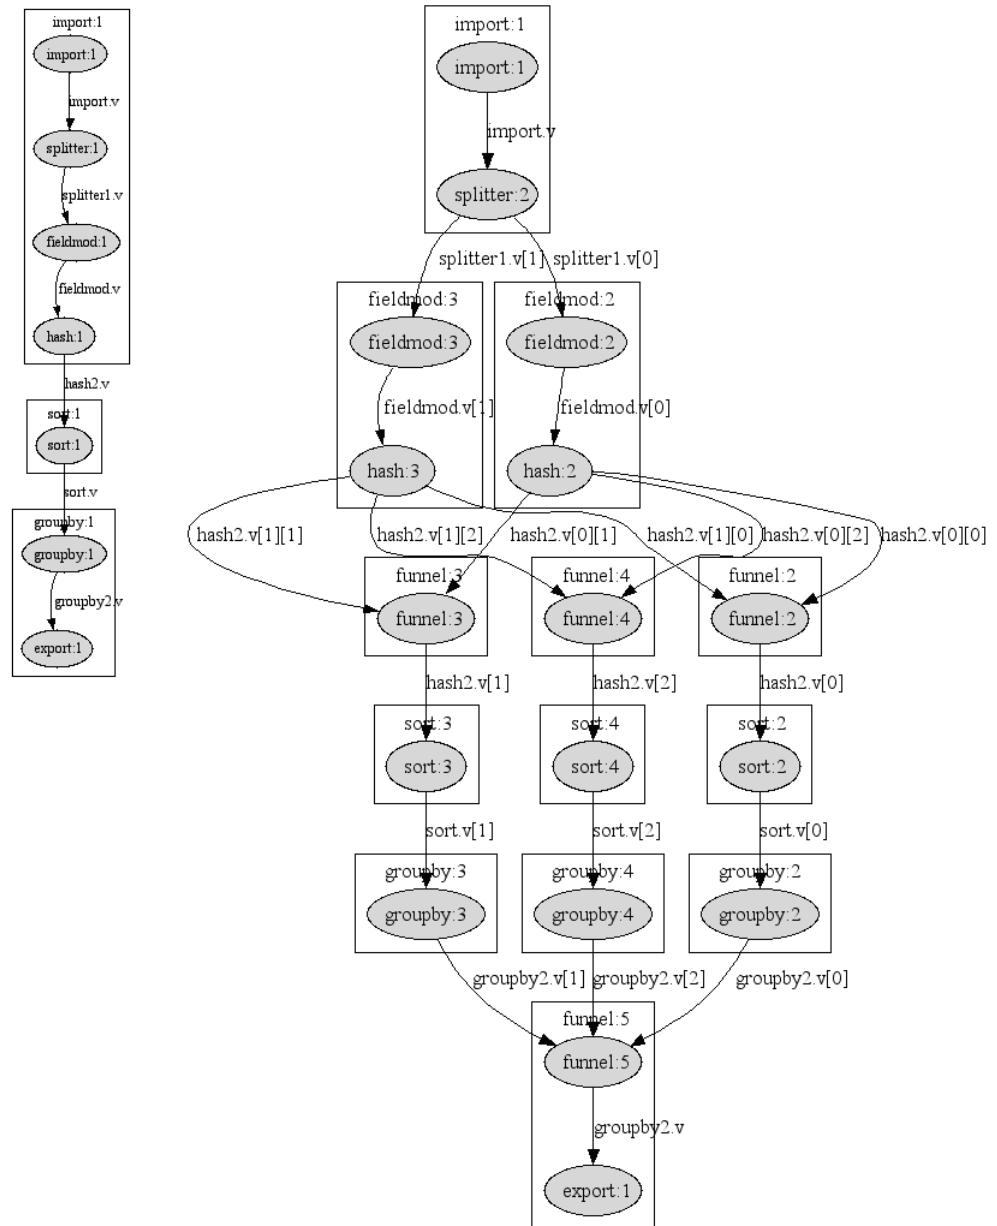 import:1
import:1
import.v
splitter:1
splitter1.v
fieldmod:1
fieldmod.v
hash:1
hash2.v
sort:1
sort:1
sort.v
groupby:1
groupby:1
groupby2.v
export:1
import:1
import:1
import.v
splitter:2
splitter1.v[1] splitter1.v[0]
fieldmod:3 fieldmod:2
fieldmod:3 fieldmod:2
fieldmod.v[1] fieldmod.v[0]
hash:3 hash:2
hash2.v[1][1] hash2.v[1][2] hash2.v[0][1] hash2.v[1][0] hash2.v[0][2] hash2.v[0][0]
funnel:3 funnel:4 funnel:2
funnel:3 funnel:4 funnel:2
hash2.v[1] hash2.v[2] hash2.v[0]
sort:3 sort:4 sort:2
sort:3 sort:4 sort:2
sort.v[1] sort.v[2] sort.v[0]
groupby:3 groupby:4 groupby:2
groupby:3 groupby:4 groupby:2
groupby2.v[1] groupby2.v[2] groupby2.v[0]
funnel:5
funnel:5
groupby2.v
export:1